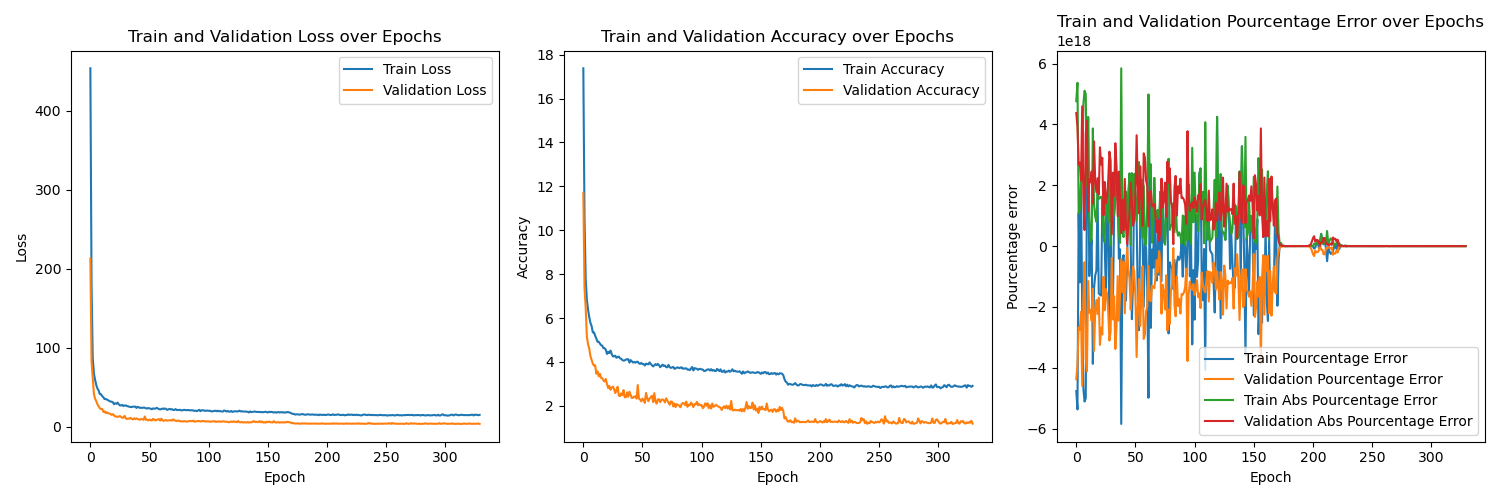 Train and Validation Loss over Epochs
Train Loss
Validation Loss
Loss
400
300
200
100
0
0 50 100 150 200 250 300
Epoch
Train and Validation Accuracy over Epochs
Train Accuracy
Validation Accuracy
Accuracy
18
16
14
12
10
8
6
4
2
0 50 100 150 200 250 300
Epoch
Train and Validation Pourcentage Error over Epochs
1e18
Pourcentage error
6
4
2
0
−2
−4
−6
Train Pourcentage Error
Validation Pourcentage Error
Train Abs Pourcentage Error
Validation Abs Pourcentage Error
0 50 100 150 200 250 300
Epoch